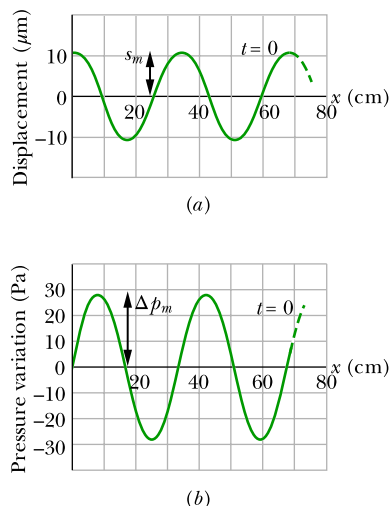 Displacement (μm)
10
0
−10
s_m
t = 0
20
40
60
80
x (cm)
(a)
Pressure variation (Pa)
30
20
10
0
−10
−20
−30
Δp_m
t = 0
20
40
60
80
x (cm)
(b)